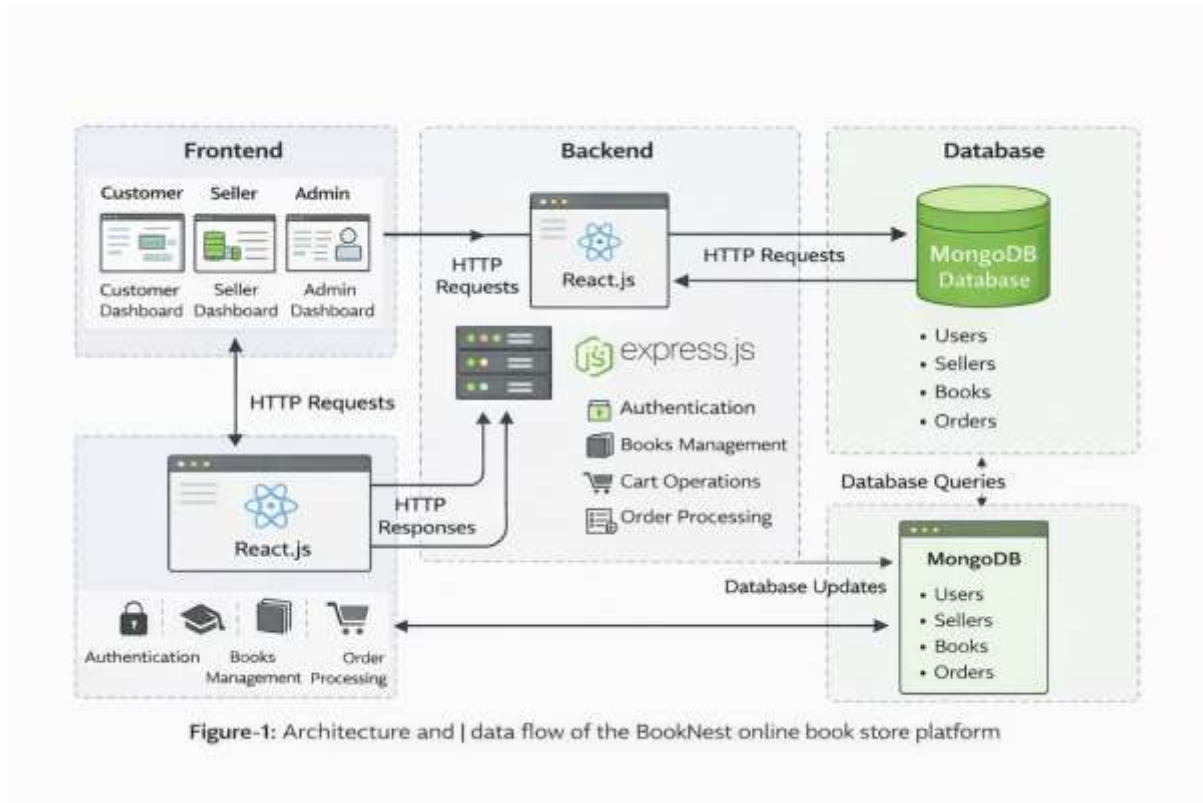 Frontend
Customer Seller Admin
Customer Dashboard
Seller Dashboard
Admin Dashboard
HTTP Requests
React.js
Authentication
Books Management
Order Processing
Backend
HTTP Requests
React.js
HTTP Requests
JS express.js
Authentication
Books Management
Cart Operations
Order Processing
HTTP Responses
Database
MongoDB
Database
• Users
• Sellers
• Books
• Orders
Database Queries
Database Updates
MongoDB
• Users
• Sellers
• Books
• Orders
Figure-1: Architecture and | data flow of the BookNest online book store platform